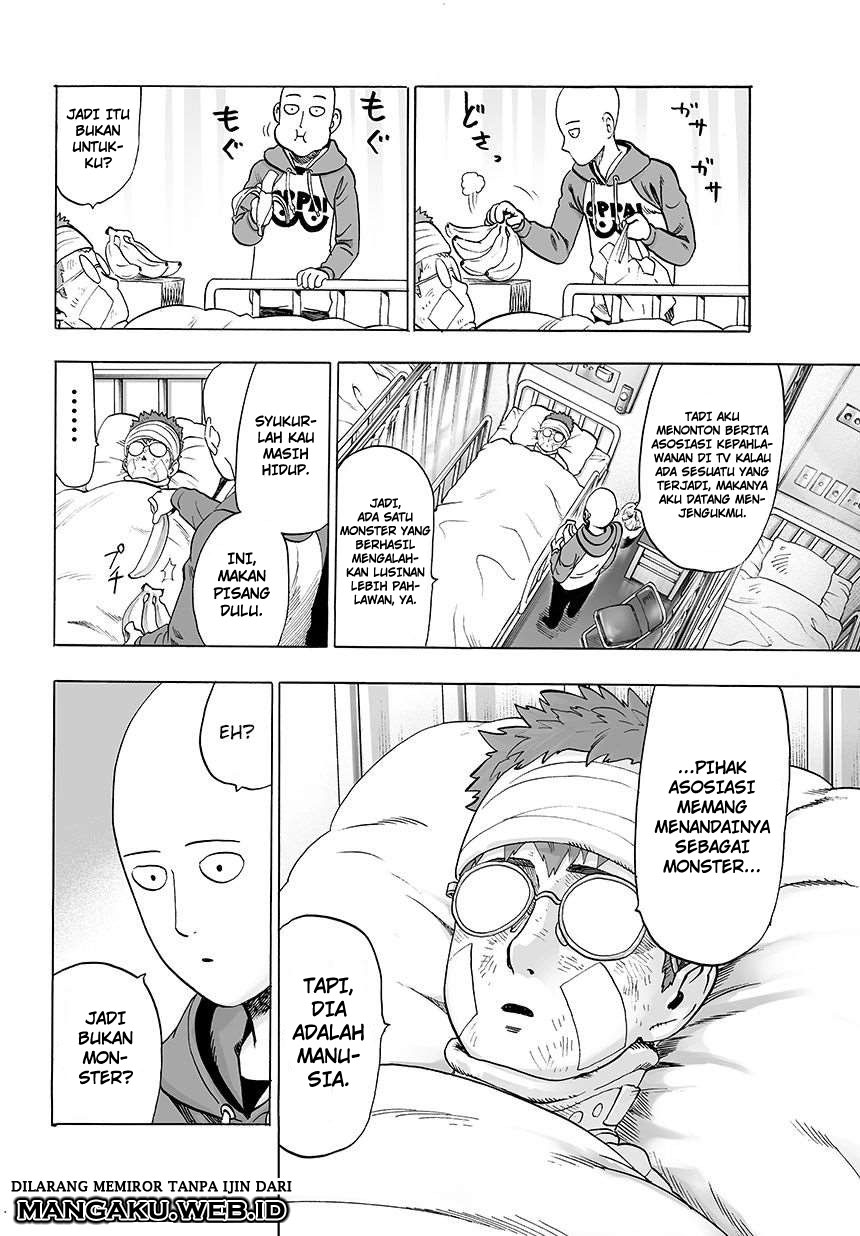 ガサ
ガサ
どさっ
OPPAI
もぐ
もぐ
JADI ITU
BUKAN
UNTUK-
KU?
OPPAI
TADI AKU
MENONTON BERITA
ASOSIASI KEPAHLA-
WANAN DI TV KALAU
ADA SESUATU YANG
TERJADI, MAKANYA
AKU DATANG MEN-
JENGUKMU.
JADI,
ADA SATU
MONSTER YANG
BERHASIL
MENGALAH-
KAN LUSINAN
LEBIH PAH-
LAWAN, YA.
SYUKUR-
LAH KAU
MASIH
HIDUP.
INI,
MAKAN
PISANG
DULU.
プチ
......
...PIHAK
ASOSIASI
MEMANG
MENANDAINYA
SEBAGAI
MONSTER...
TAPI,
DIA
ADALAH
MANU-
SIA.
EH?
JADI
BUKAN
MON-
STER?
DILARANG MEMIROR TANPA IJIN DARI
MANGAKU.WEB.ID